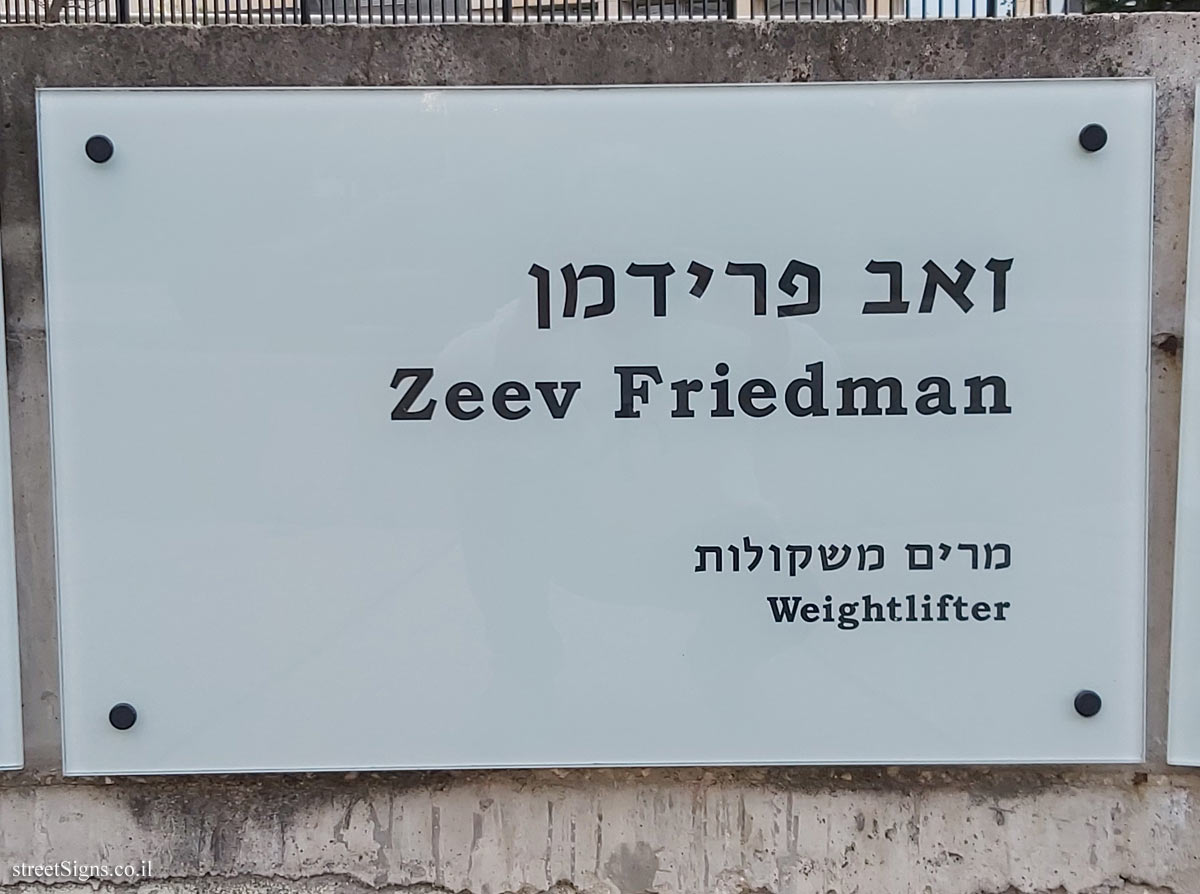 זאב פרידמן
Zeev Friedman
מרים משקולות
Weightlifter
streetSigns.co.il